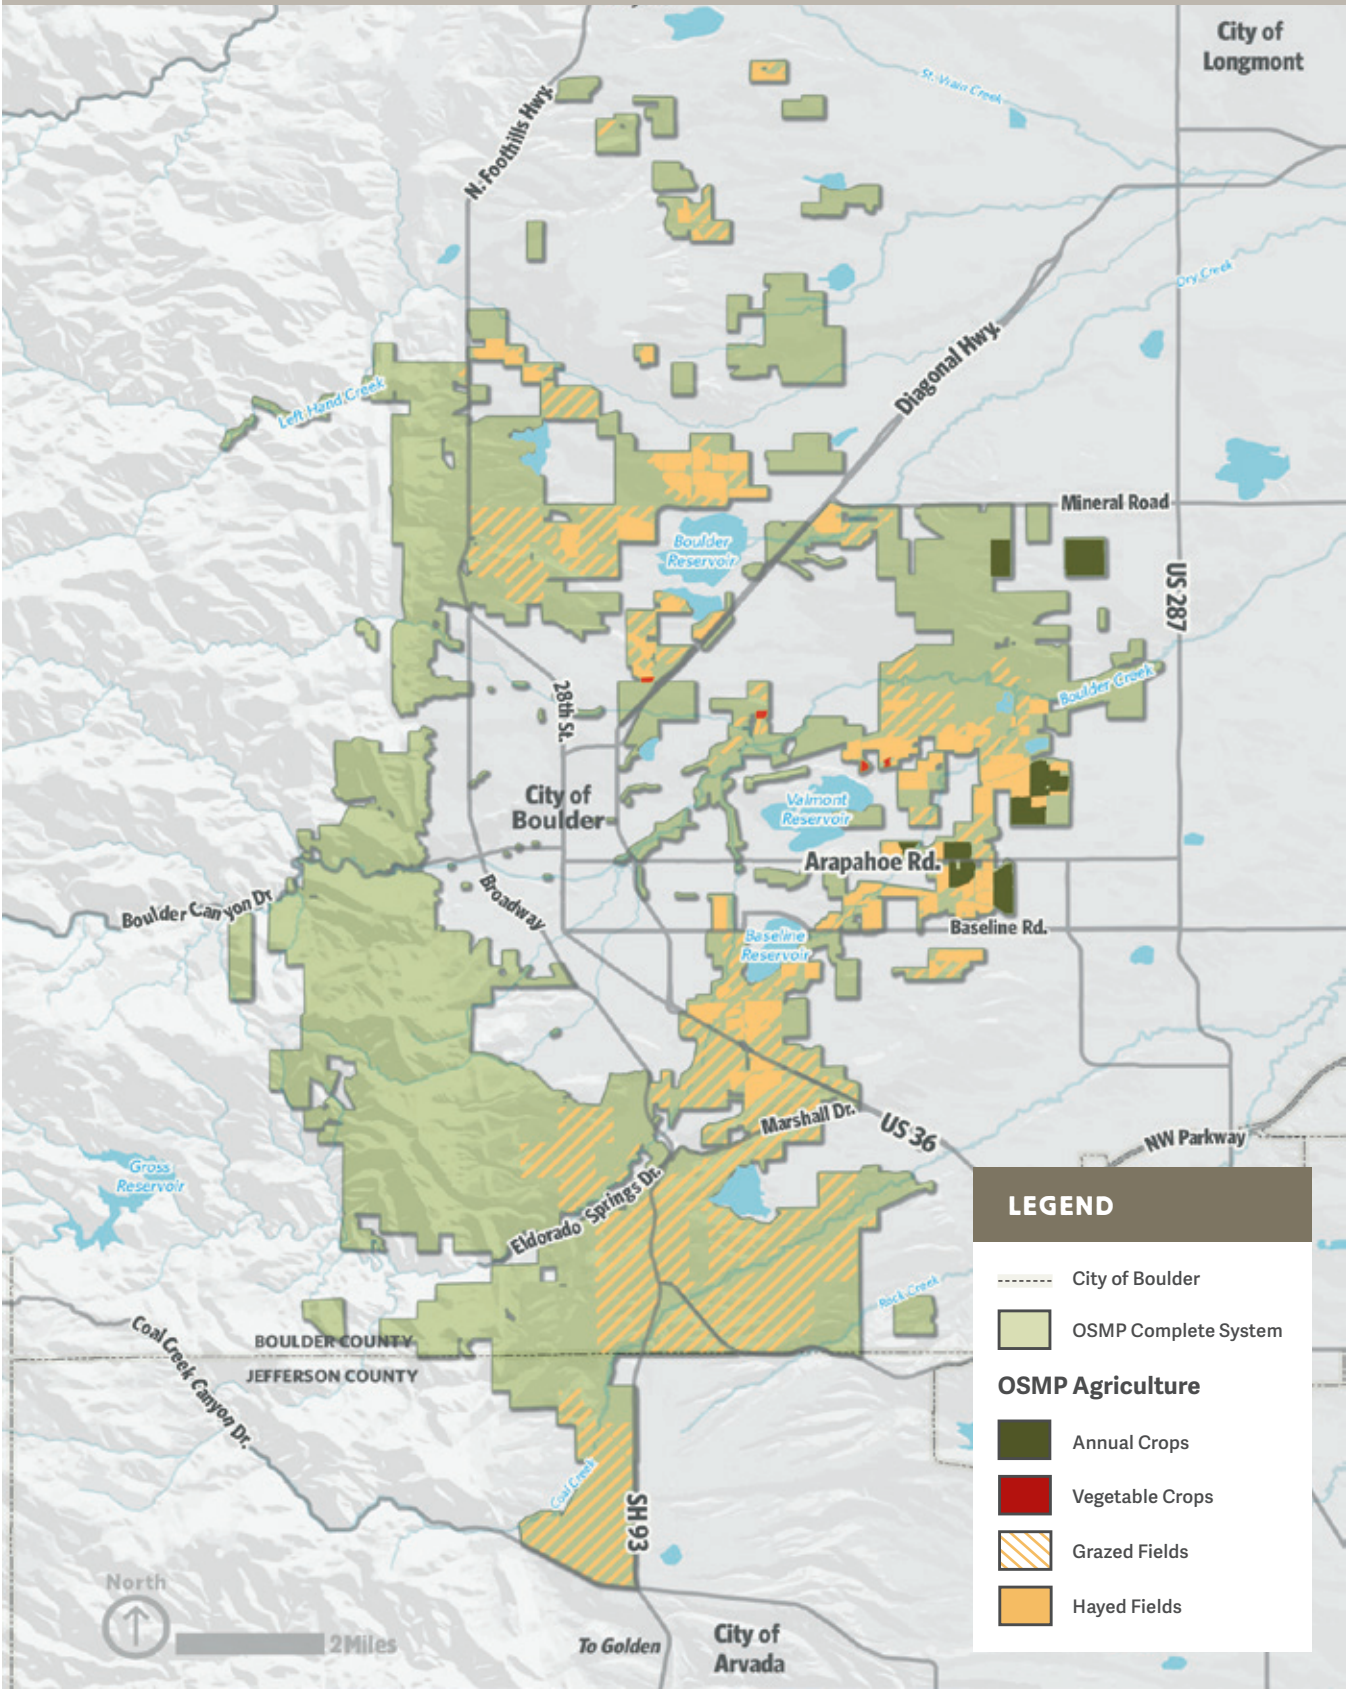 City of
Longmont
St. Vrain Creek
N. Foothills Hwy.
Dry Creek
Diagonal Hwy.
Left Hand Creek
Mineral Road
Boulder
Reservoir
US 287
Boulder Creek
28th St.
City of
Boulder
Valmont
Reservoir
Arapahoe Rd.
Boulder Canyon Dr
Broadway
Baseline Rd.
Baseline
Reservoir
Marshall Dr.
US 36
NW Parkway
Gross
Reservoir
Eldorado Springs Dr.
Rock Creek
Coal Creek Canyon Dr.
BOULDER COUNTY
JEFFERSON COUNTY
Coal Creek
SH 93
North
2Miles
To Golden
City of
Arvada
LEGEND
City of Boulder
OSMP Complete System
OSMP Agriculture
Annual Crops
Vegetable Crops
Grazed Fields
Hayed Fields